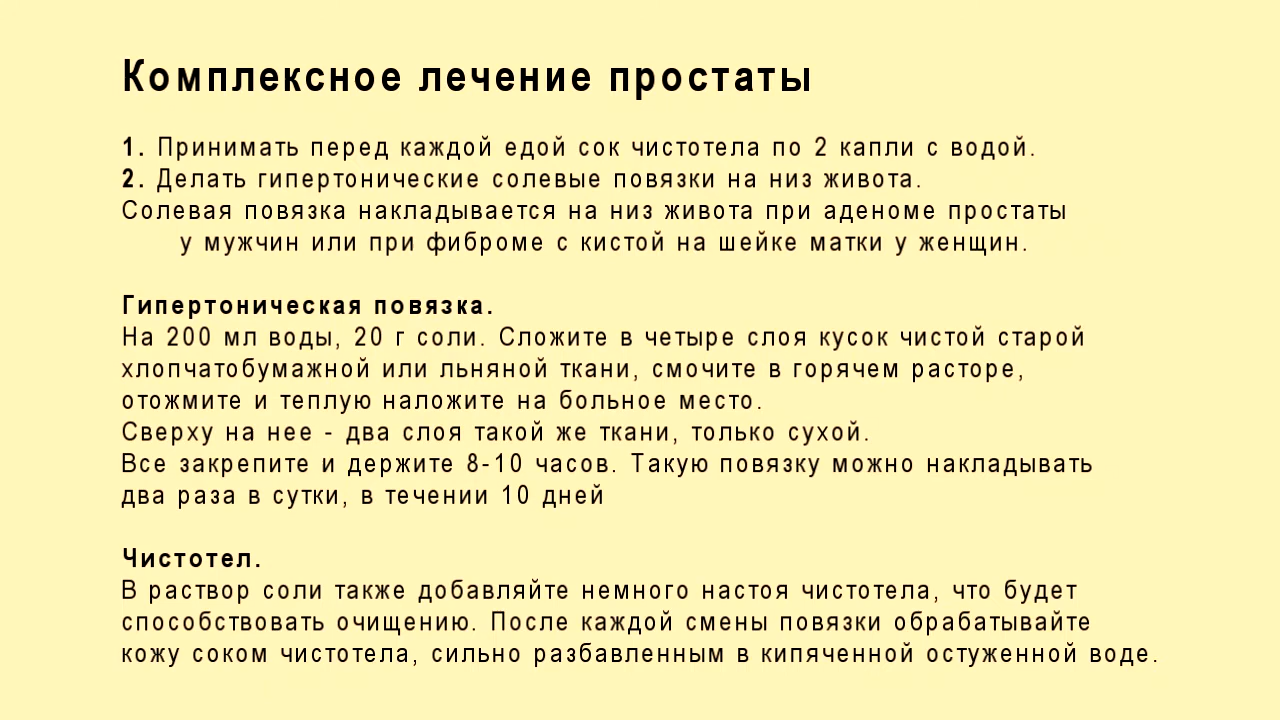 Комплексное лечение простаты
1. Принимать перед каждой едой сок чистотела по 2 капли с водой.
2. Делать гипертонические солевые повязки на низ живота.
Солевая повязка накладывается на низ живота при аденоме простаты
у мужчин или при фиброме с кистой на шейке матки у женщин.
Гипертоническая повязка.
На 200 мл воды, 20 г соли. Сложите в четыре слоя кусок чистой старой
хлопчатобумажной или льняной ткани, смочите в горячем расторе,
отожмите и теплую наложите на больное место.
Сверху на нее - два слоя такой же ткани, только сухой.
Все закрепите и держите 8-10 часов. Такую повязку можно накладывать
два раза в сутки, в течении 10 дней
Чистотел.
В раствор соли также добавляйте немного настоя чистотела, что будет
способствовать очищению. После каждой смены повязки обрабатывайте
кожу соком чистотела, сильно разбавленным в кипяченной остуженной воде.